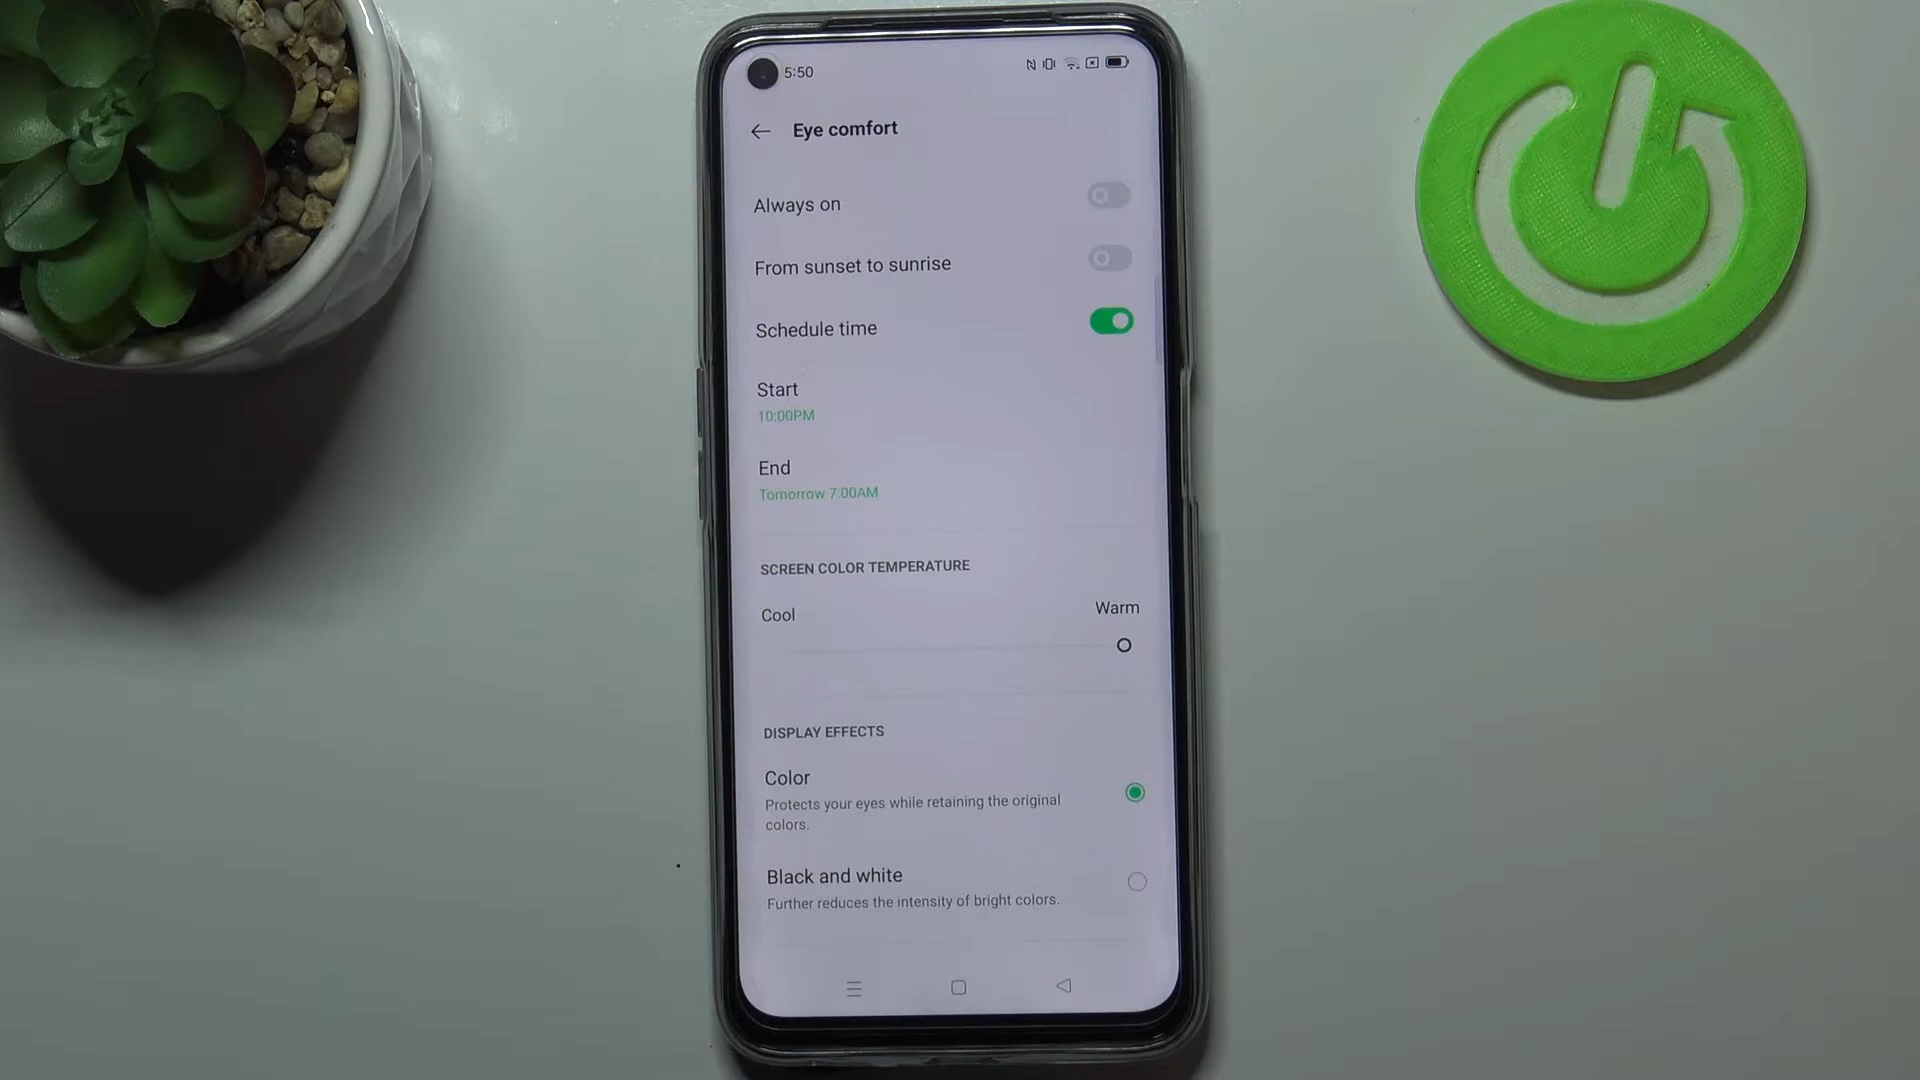 5:50
Eye comfort
Always on
From sunset to sunrise
Schedule time
Start
10:00PM
End
Tomorrow 7:00AM
SCREEN COLOR TEMPERATURE
Cool
Warm
DISPLAY EFFECTS
Color
Protects your eyes while retaining the original
colors.
Black and white
Further reduces the intensity of bright colors.